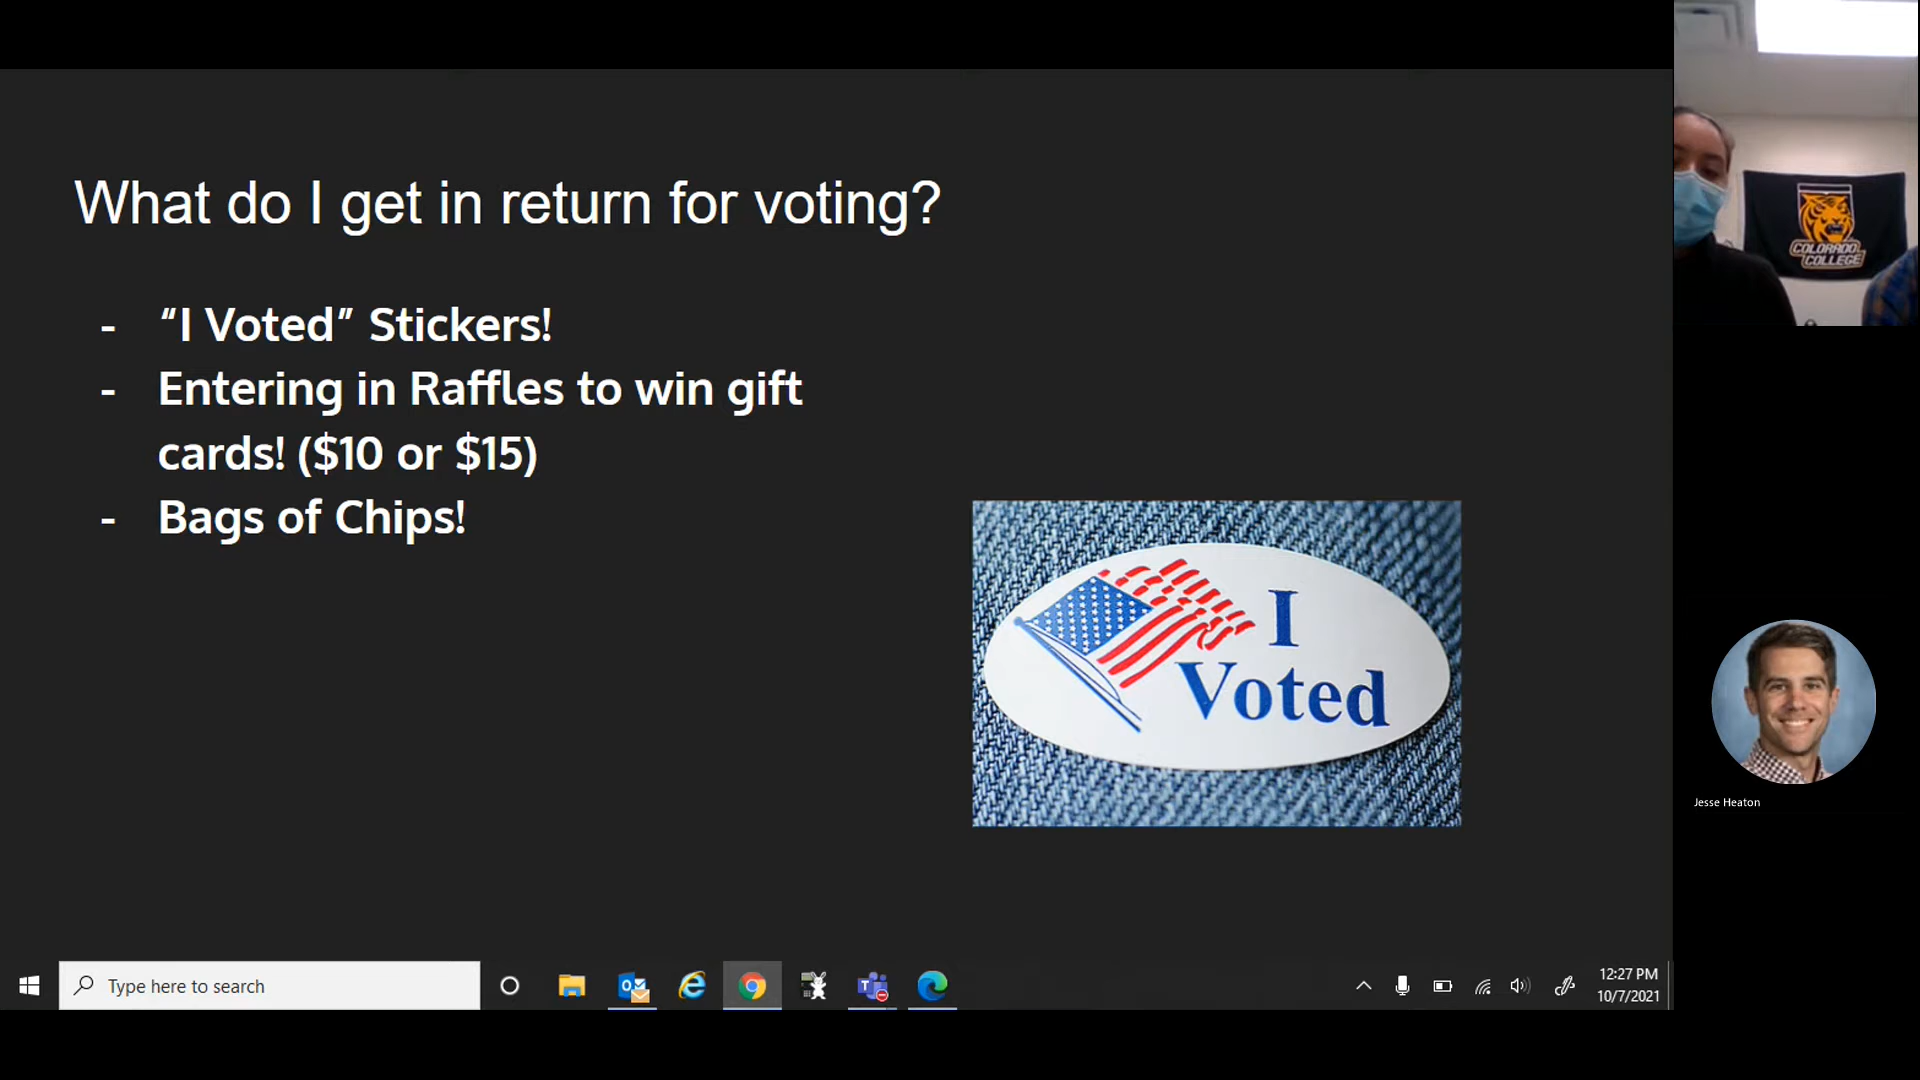 What do I get in return for voting?
- “I Voted” Stickers!
- Entering in Raffles to win gift
cards! ($10 or $15)
- Bags of Chips!
I
Voted
COLORADO
COLLEGE
Jesse Heaton
Type here to search
12:27 PM
10/7/2021